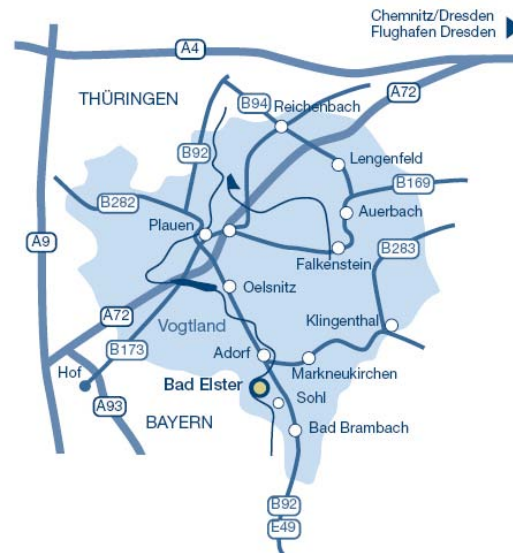 Chemnitz/Dresden
Flughafen Dresden
A4
A72
THÜRINGEN
B94
Reichenbach
B92
Lengenfeld
B169
B282
Auerbach
Plauen
A9
Falkenstein
B283
Oelsnitz
A72
Vogtland
Klingenthal
B173
Adorf
Hof
Markneukirchen
Bad Elster
Sohl
A93
BAYERN
Bad Brambach
B92
E49